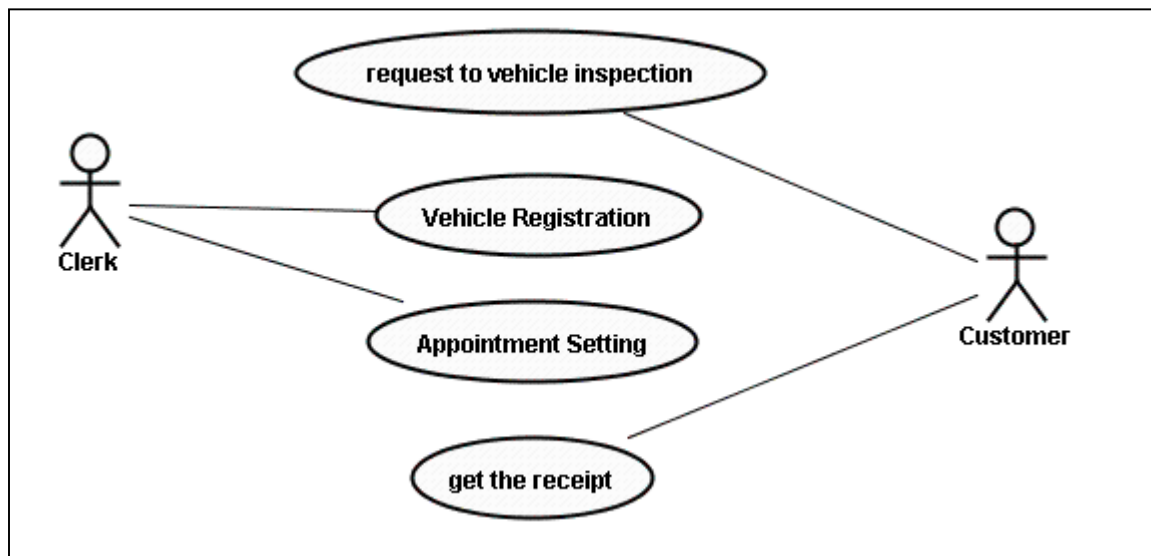 request to vehicle inspection
Vehicle Registration
Clerk
Appointment Setting
Customer
get the receipt